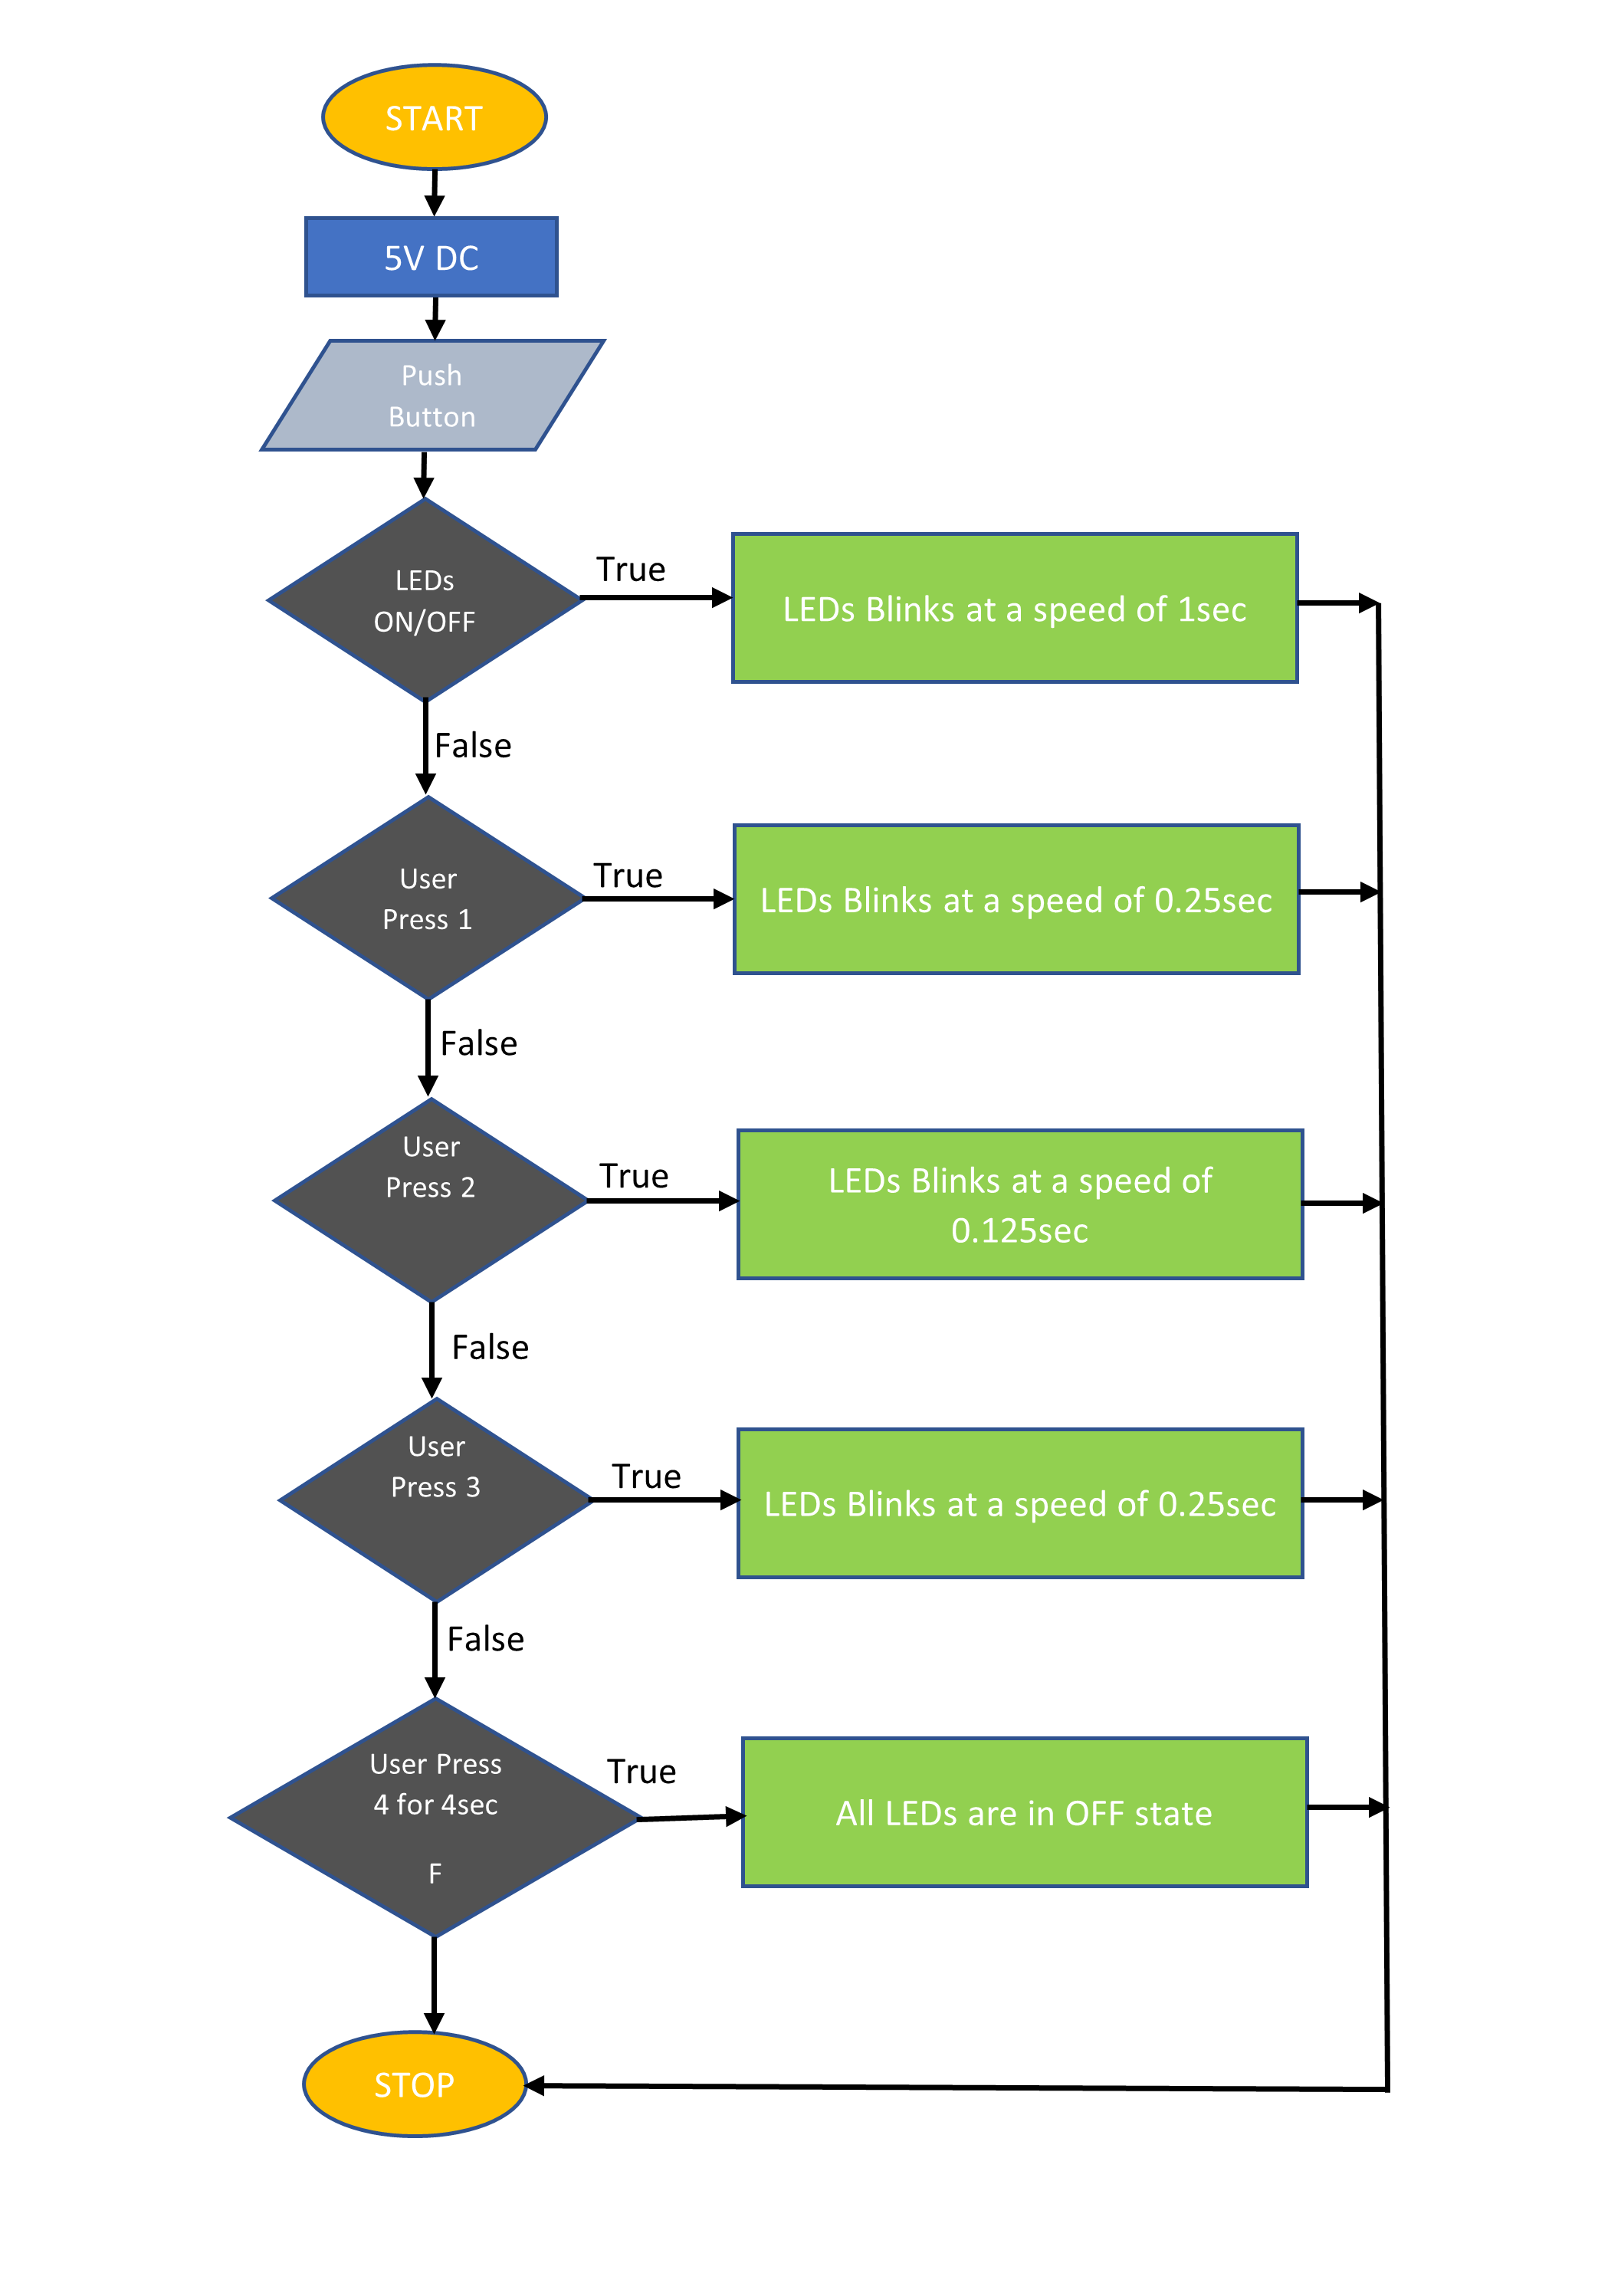 START
5V DC
Push
Button
LEDs
ON/OFF
True
LEDs Blinks at a speed of 1sec
False
User
Press 1
True
LEDs Blinks at a speed of 0.25sec
False
User
Press 2
True
LEDs Blinks at a speed of
0.125sec
False
User
Press 3
True
LEDs Blinks at a speed of 0.25sec
False
User Press
4 for 4sec
F
True
All LEDs are in OFF state
STOP